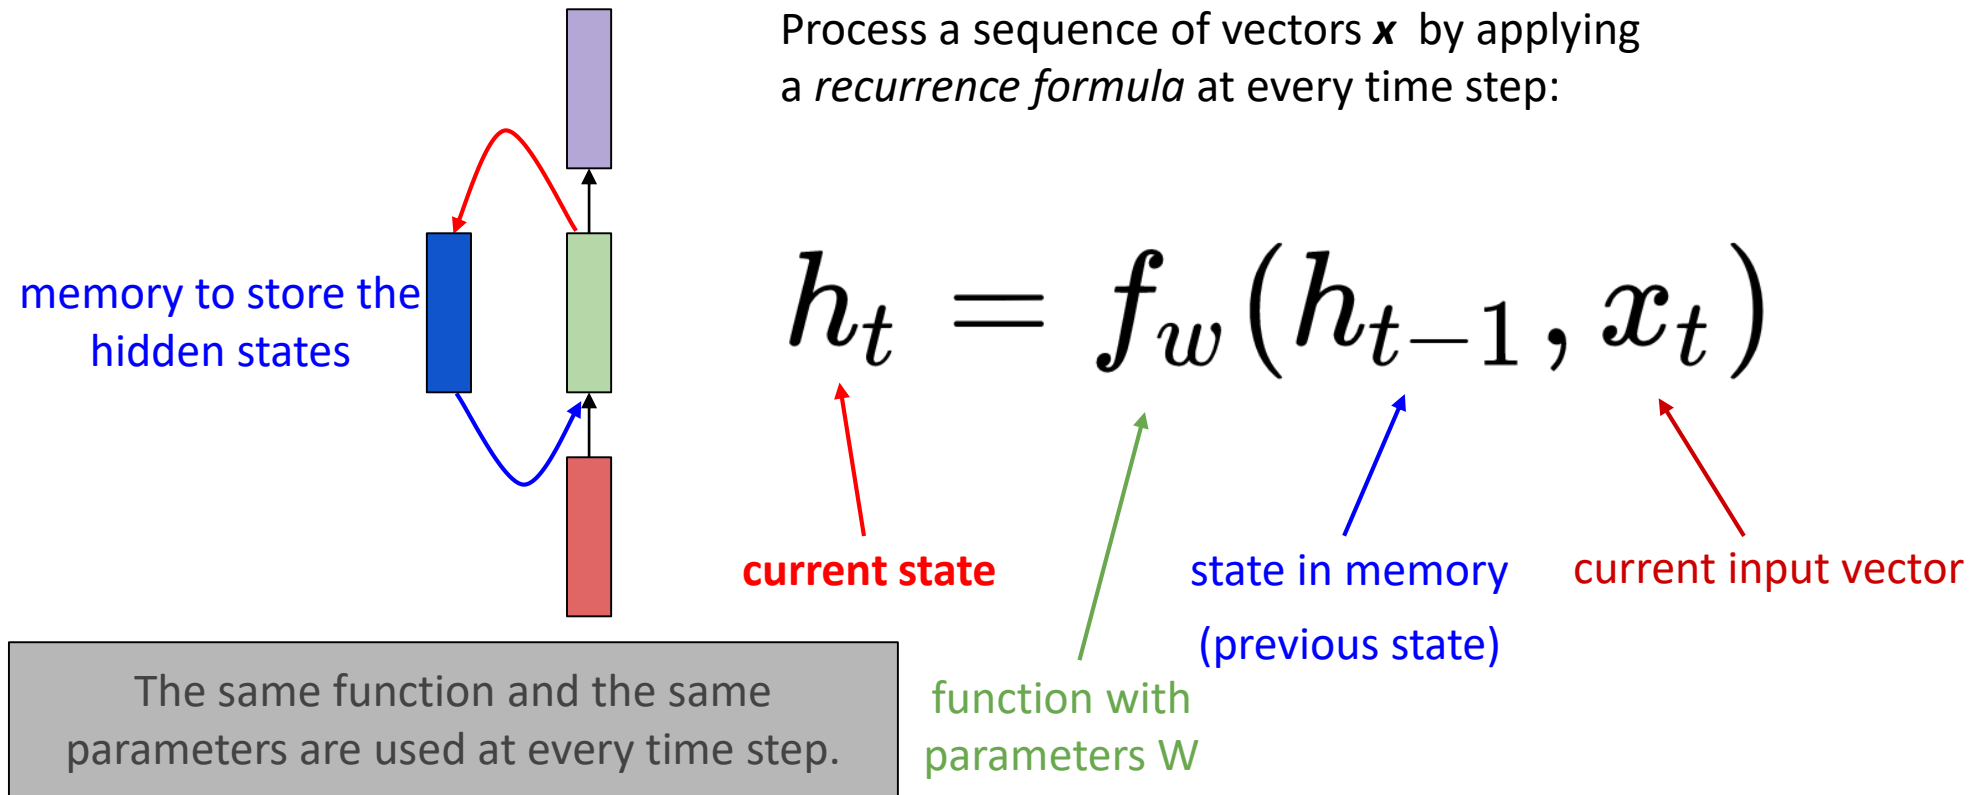 Process a sequence of vectors x by applying
a recurrence formula at every time step:
memory to store the
hidden states
h_t = f_w(h_{t-1}, x_t)
current state
state in memory
(previous state)
current input vector
function with
parameters W
The same function and the same
parameters are used at every time step.